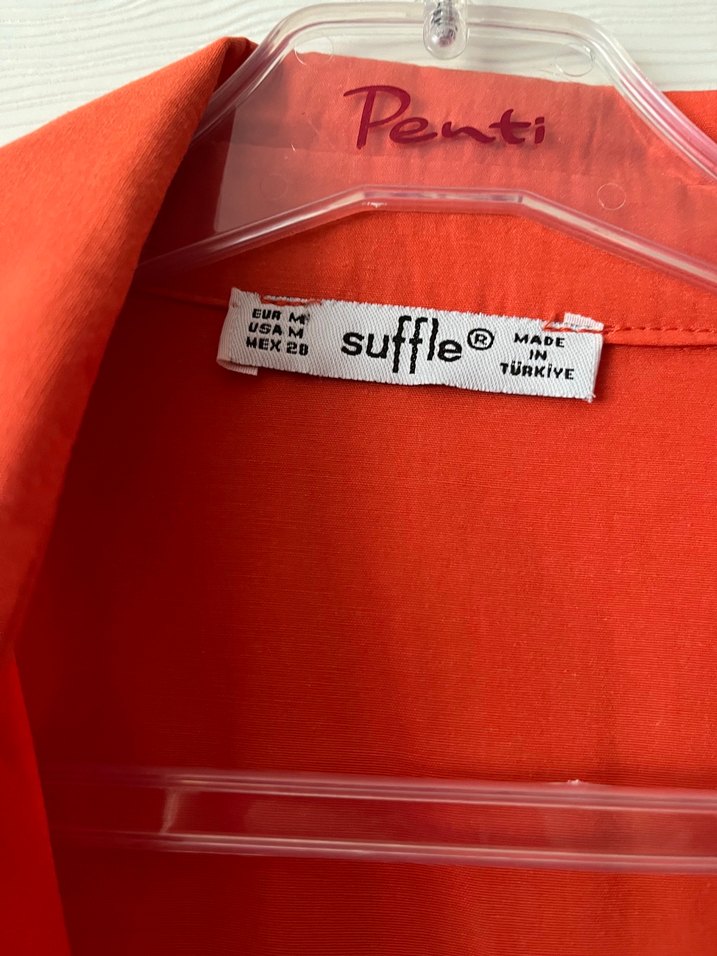 Penti
EUR M
USA M
MEX 28
suffle®
MADE
IN
TÜRKİYE